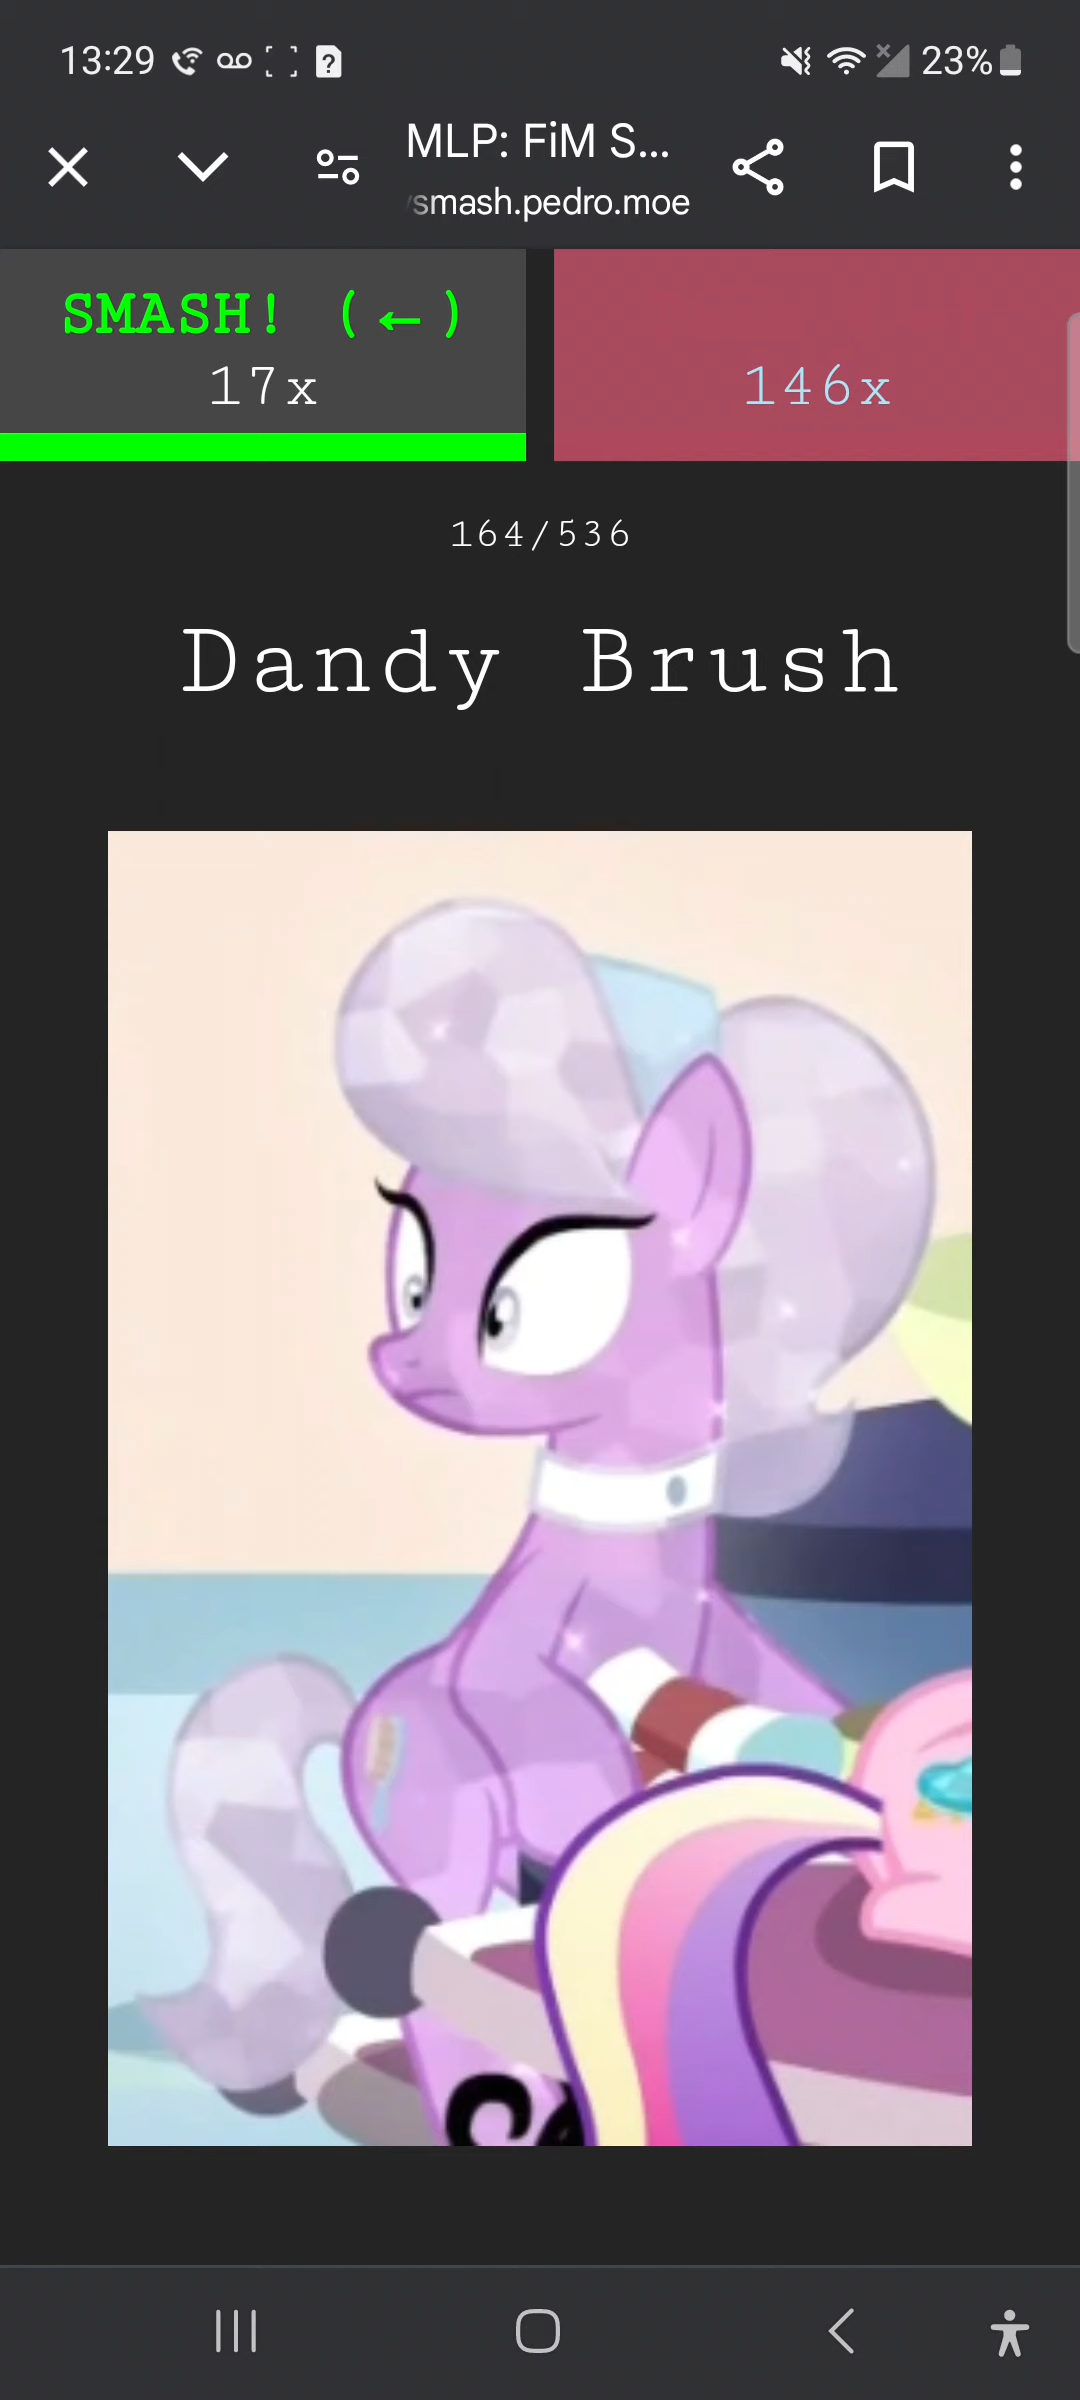 13:29
23%
MLP: FiM S...
smash.pedro.moe
SMASH! (←)
17x
146x
164/536
Dandy Brush